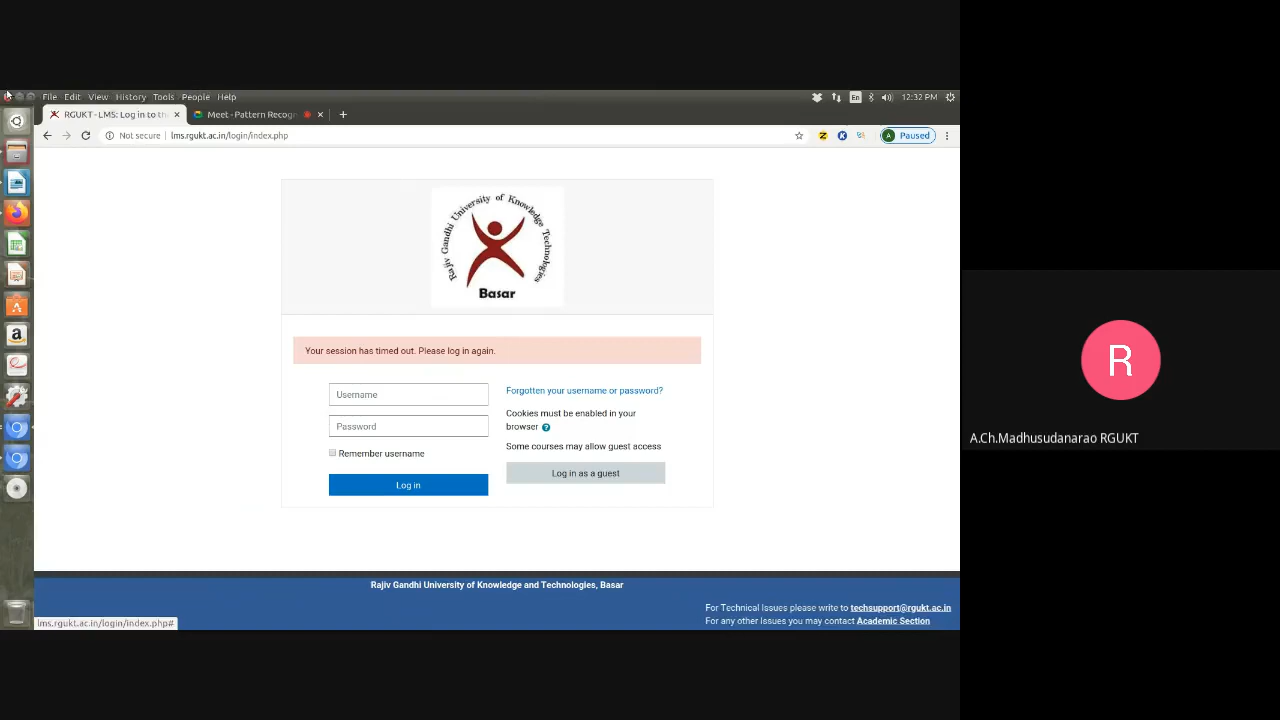 File Edit View History Tools People Help
En 12:32 PM
RGUKT - LMS: Log in to th
Meet - Pattern Recogn
Not secure lms.rgukt.ac.in/login/index.php
A Paused
Rajiv Gandhi University of Knowledge Technologies
Basar
Your session has timed out. Please log in again.
Username
Password
Remember username
Log in
Forgotten your username or password?
Cookies must be enabled in your
browser ?
Some courses may allow guest access
Log in as a guest
Rajiv Gandhi University of Knowledge and Technologies, Basar
For Technical Issues please write to techsupport@rgukt.ac.in
For any other Issues you may contact Academic Section
lms.rgukt.ac.in/login/index.php#
R
A.Ch.Madhusudanarao RGUKT